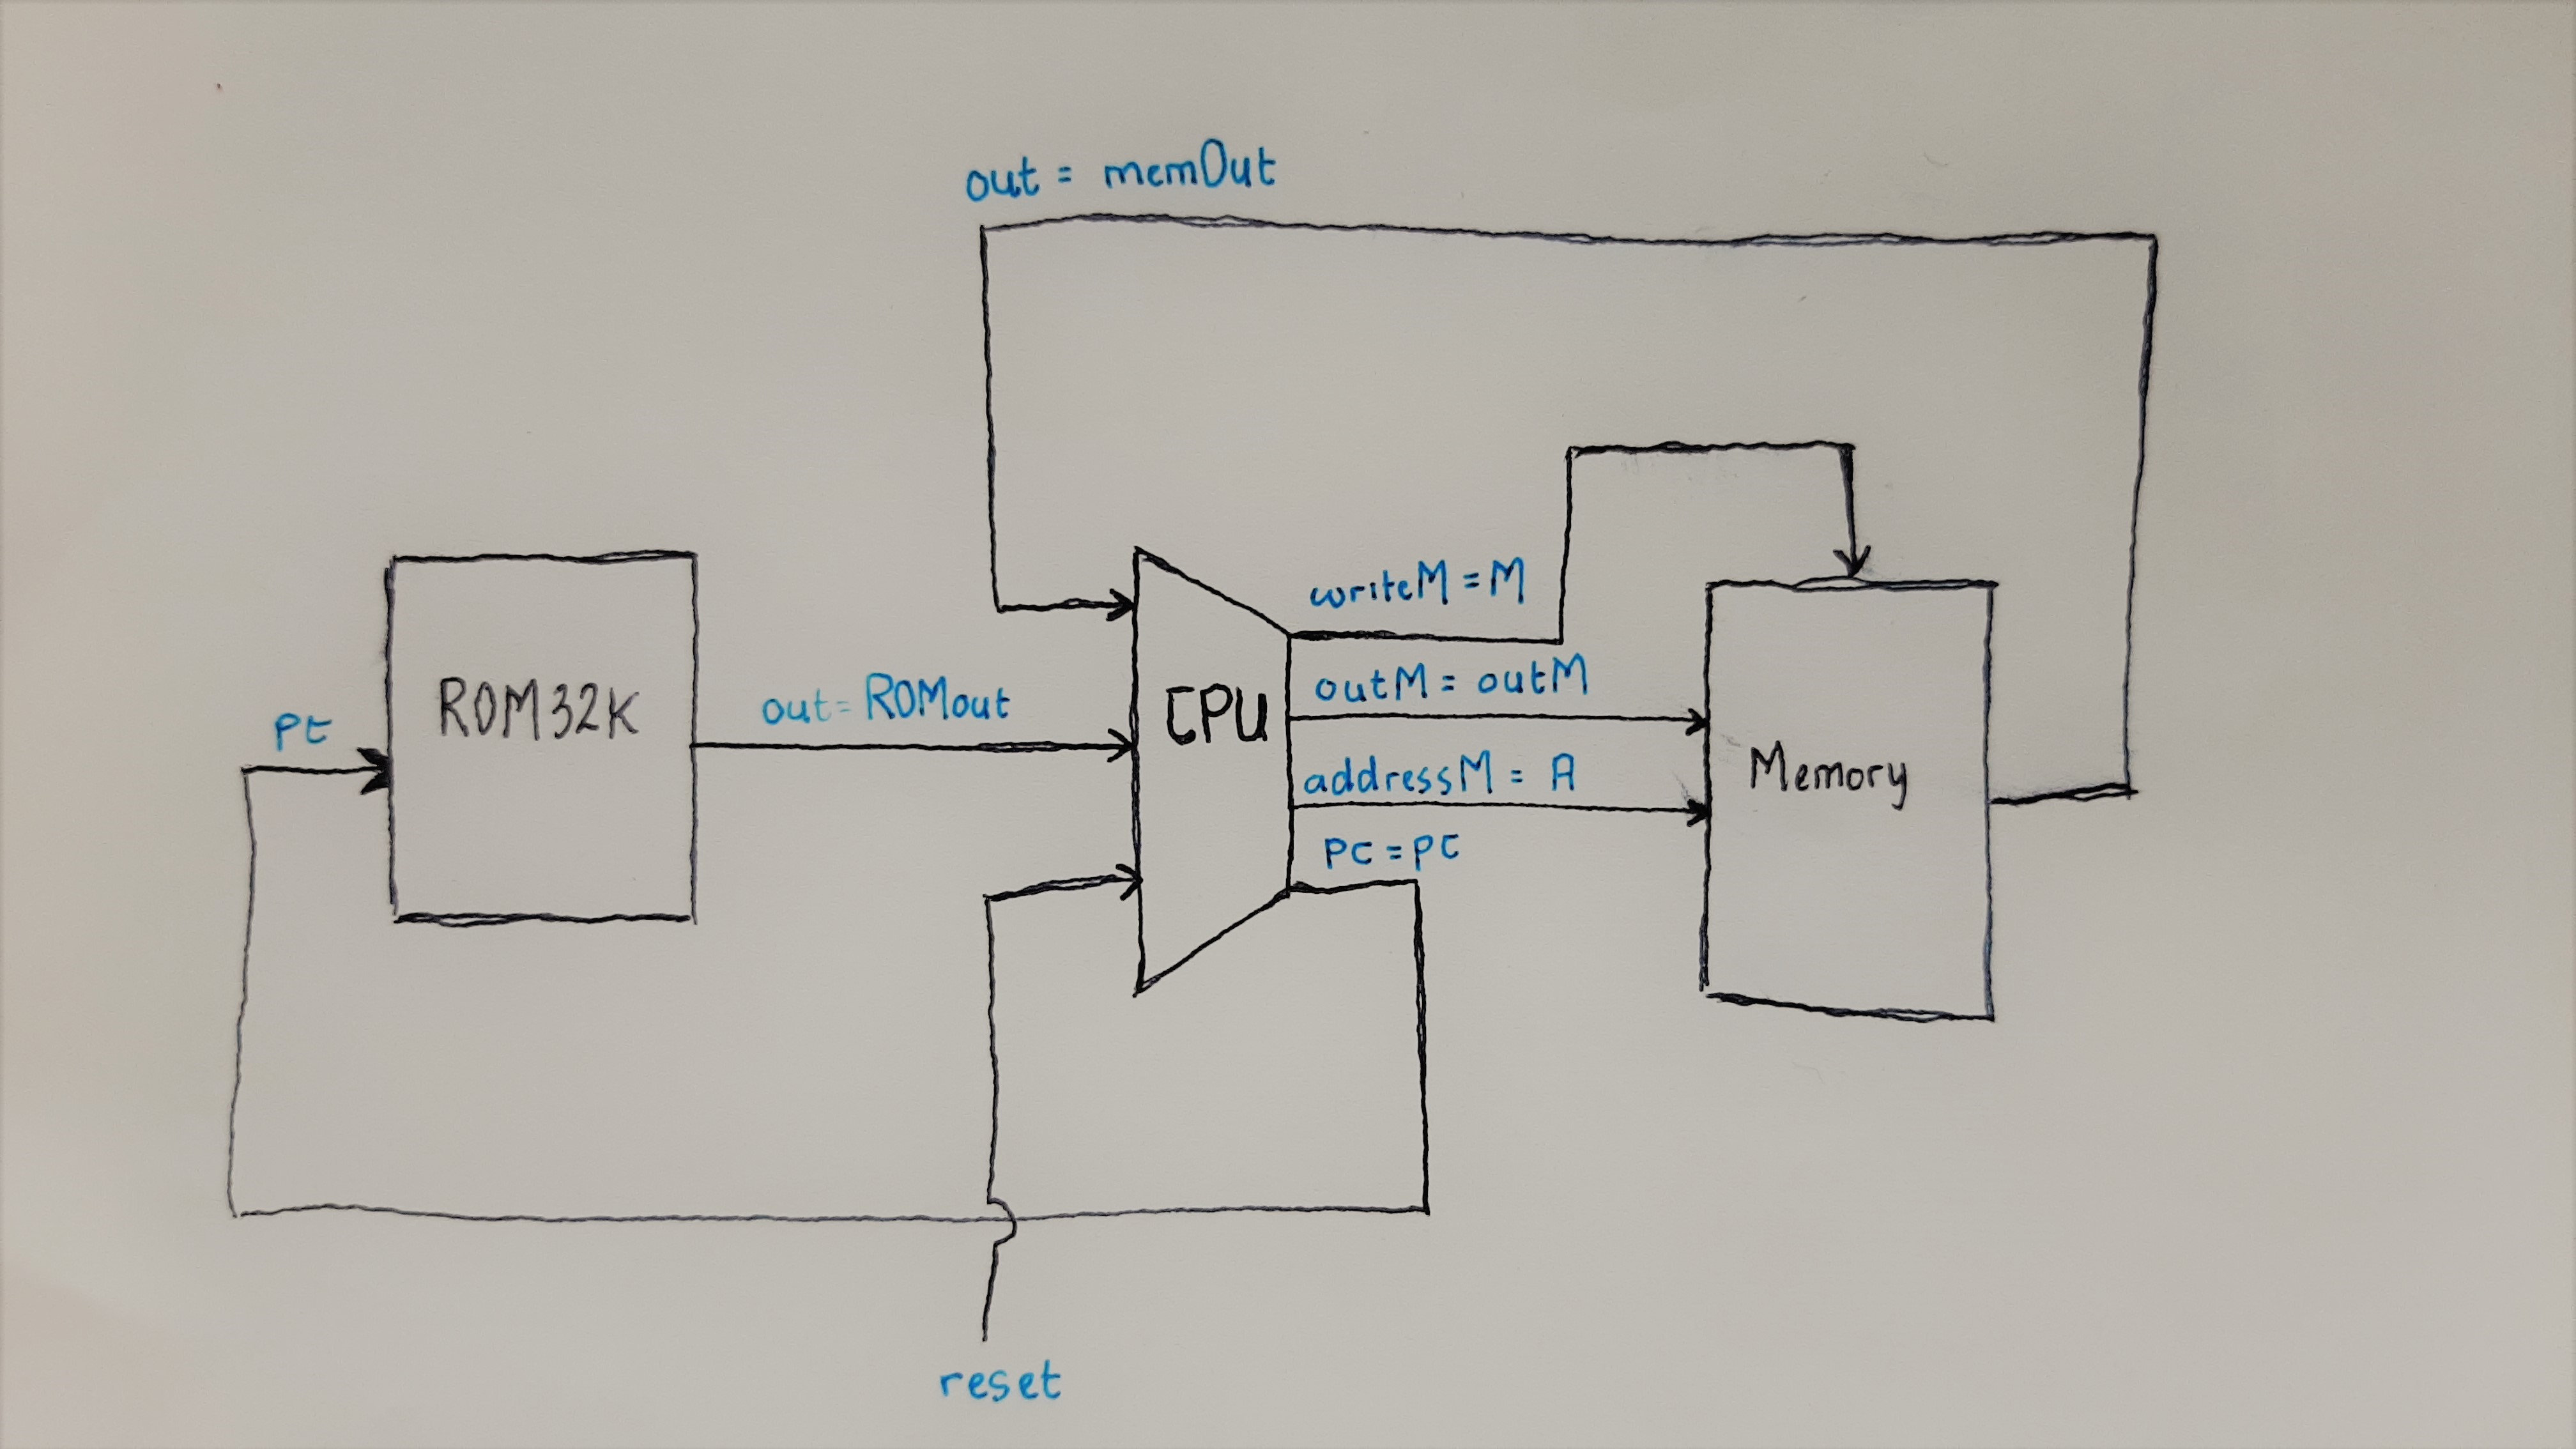 out = memOut
writeM = M
ROM32K
out = ROMout
CPU
outM = outM
pc
Memory
addressM = A
pc = pc
reset